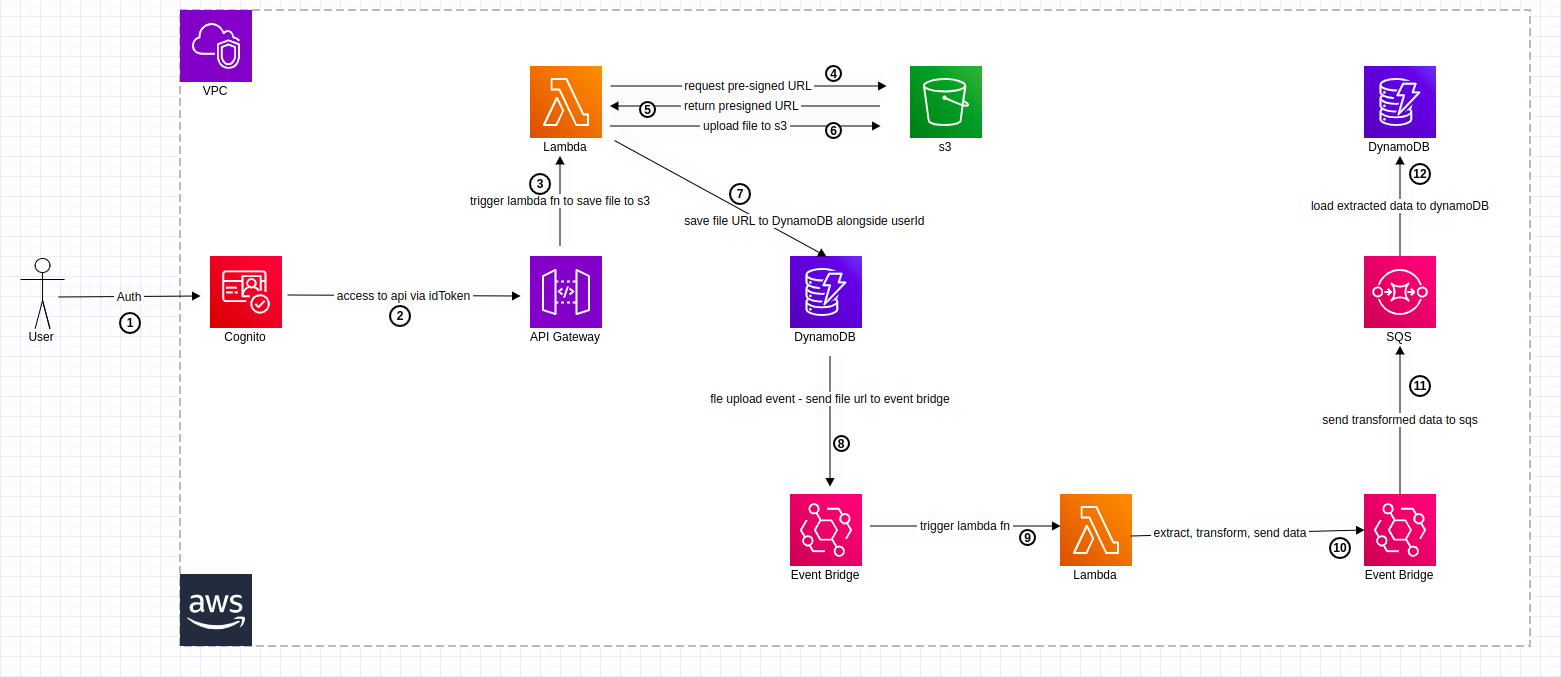 VPC
request pre-signed URL
4
return presigned URL
5
upload file to s3
6
Lambda
s3
DynamoDB
3
trigger lambda fn to save file to s3
7
save file URL to DynamoDB alongside userId
12
load extracted data to dynamoDB
Auth
1
User
Cognito
access to api via idToken
2
API Gateway
DynamoDB
SQS
fle upload event - send file url to event bridge
8
11
send transformed data to sqs
Event Bridge
trigger lambda fn
9
Lambda
extract, transform, send data
10
Event Bridge
aws